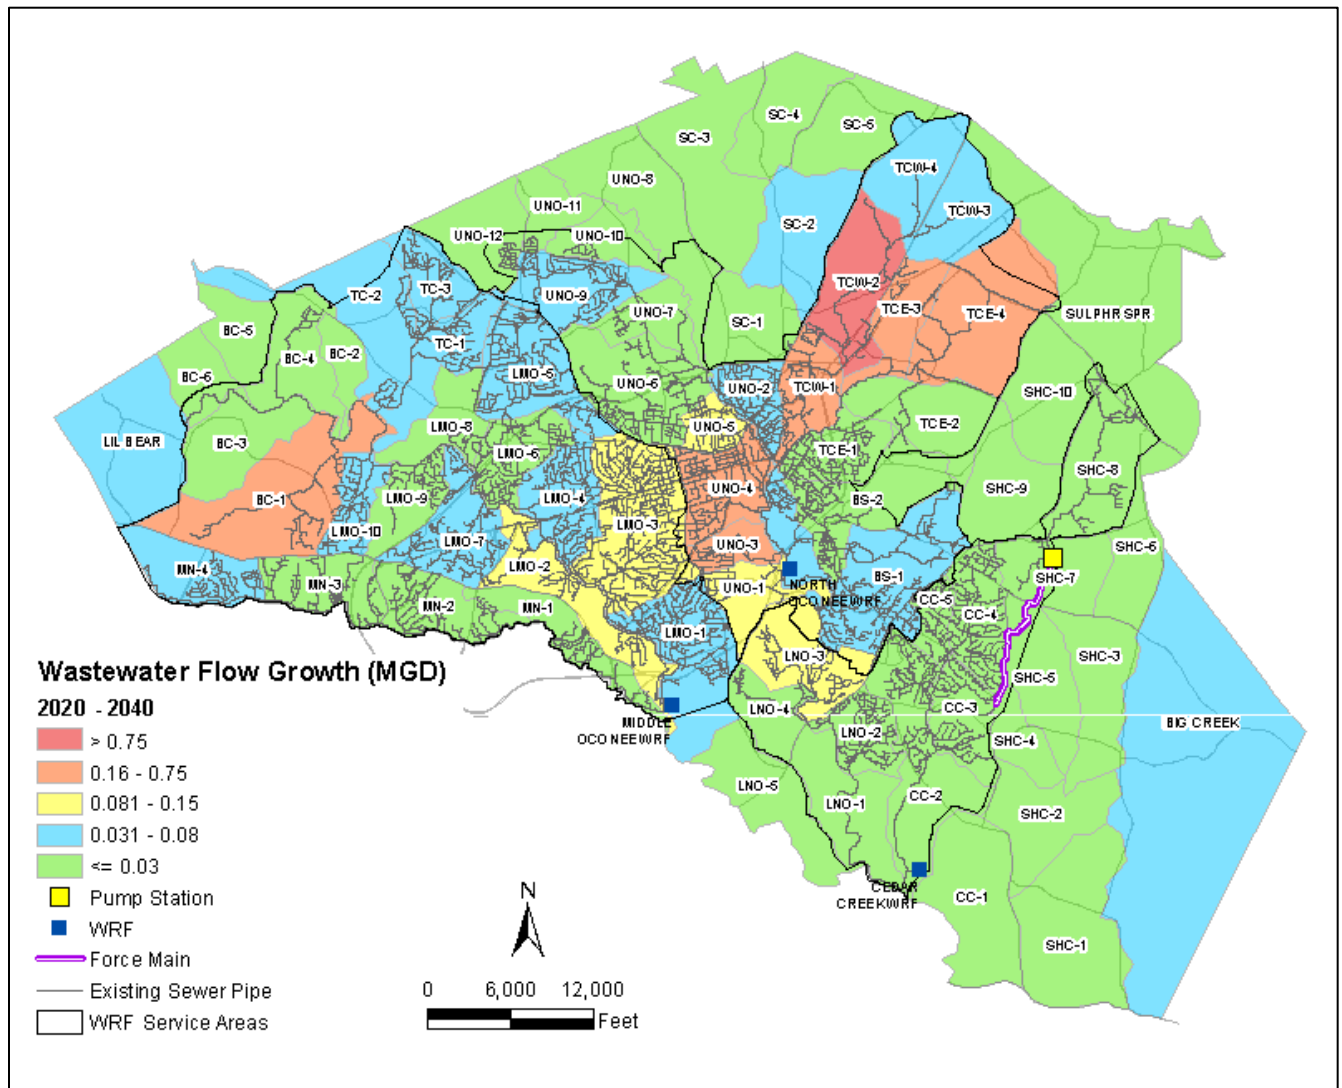 SC-4
SC-5
SC-3
TCW-4
UNO-8
UNO-11
TCW-3
SC-2
UNO-12
UNO-10
TCW-2
TC-2
TC-3
UNO-9
UNO-7
TCE-3
TCE-4
SULPHR SPR
SC-1
BC-5
BC-4
BC-2
TC-1
BC-6
LMO-5
UNO-6
UNO-2
TCW-1
SHC-10
LIL BEAR
BC-3
LMO-8
UNO-5
TCE-2
LMO-6
TCE-1
SHC-8
BC-1
LMO-9
LMO-4
UNO-4
BS-2
SHC-9
LMO-10
LMO-3
LMO-7
UNO-3
SHC-6
MN-4
LMO-2
BS-1
SHC-7
MN-3
UNO-1
NORTH
OCONEEWRF
CC-5
CC-4
MN-2
MN-1
LMO-1
LNO-3
SHC-3
SHC-5
LNO-4
CC-3
MIDDLE
OCONEEWRF
LNO-2
SHC-4
BIG CREEK
LNO-5
LNO-1
CC-2
SHC-2
CEDAR
CREEKWRF
CC-1
SHC-1
Wastewater Flow Growth (MGD)
2020 - 2040
> 0.75
0.16 - 0.75
0.081 - 0.15
0.031 - 0.08
<= 0.03
Pump Station
WRF
Force Main
Existing Sewer Pipe
WRF Service Areas
N
0 6,000 12,000
Feet